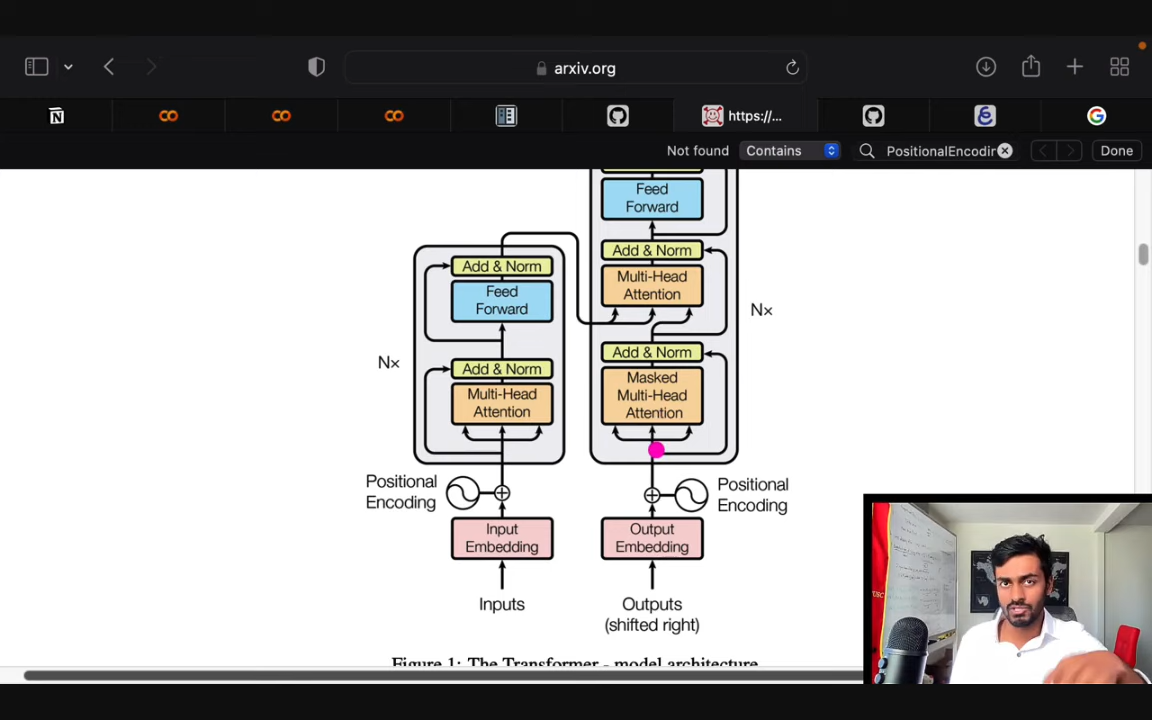 arxiv.org
https://...
Not found
Contains
PositionalEncodir
Done
Feed
Forward
Add & Norm
Multi-Head
Attention
Nx
Add & Norm
Masked
Multi-Head
Attention
Positional
Encoding
Output
Embedding
Outputs
(shifted right)
Add & Norm
Feed
Forward
Nx
Add & Norm
Multi-Head
Attention
Positional
Encoding
Input
Embedding
Inputs
Figure 1: The Transformer - model architecture